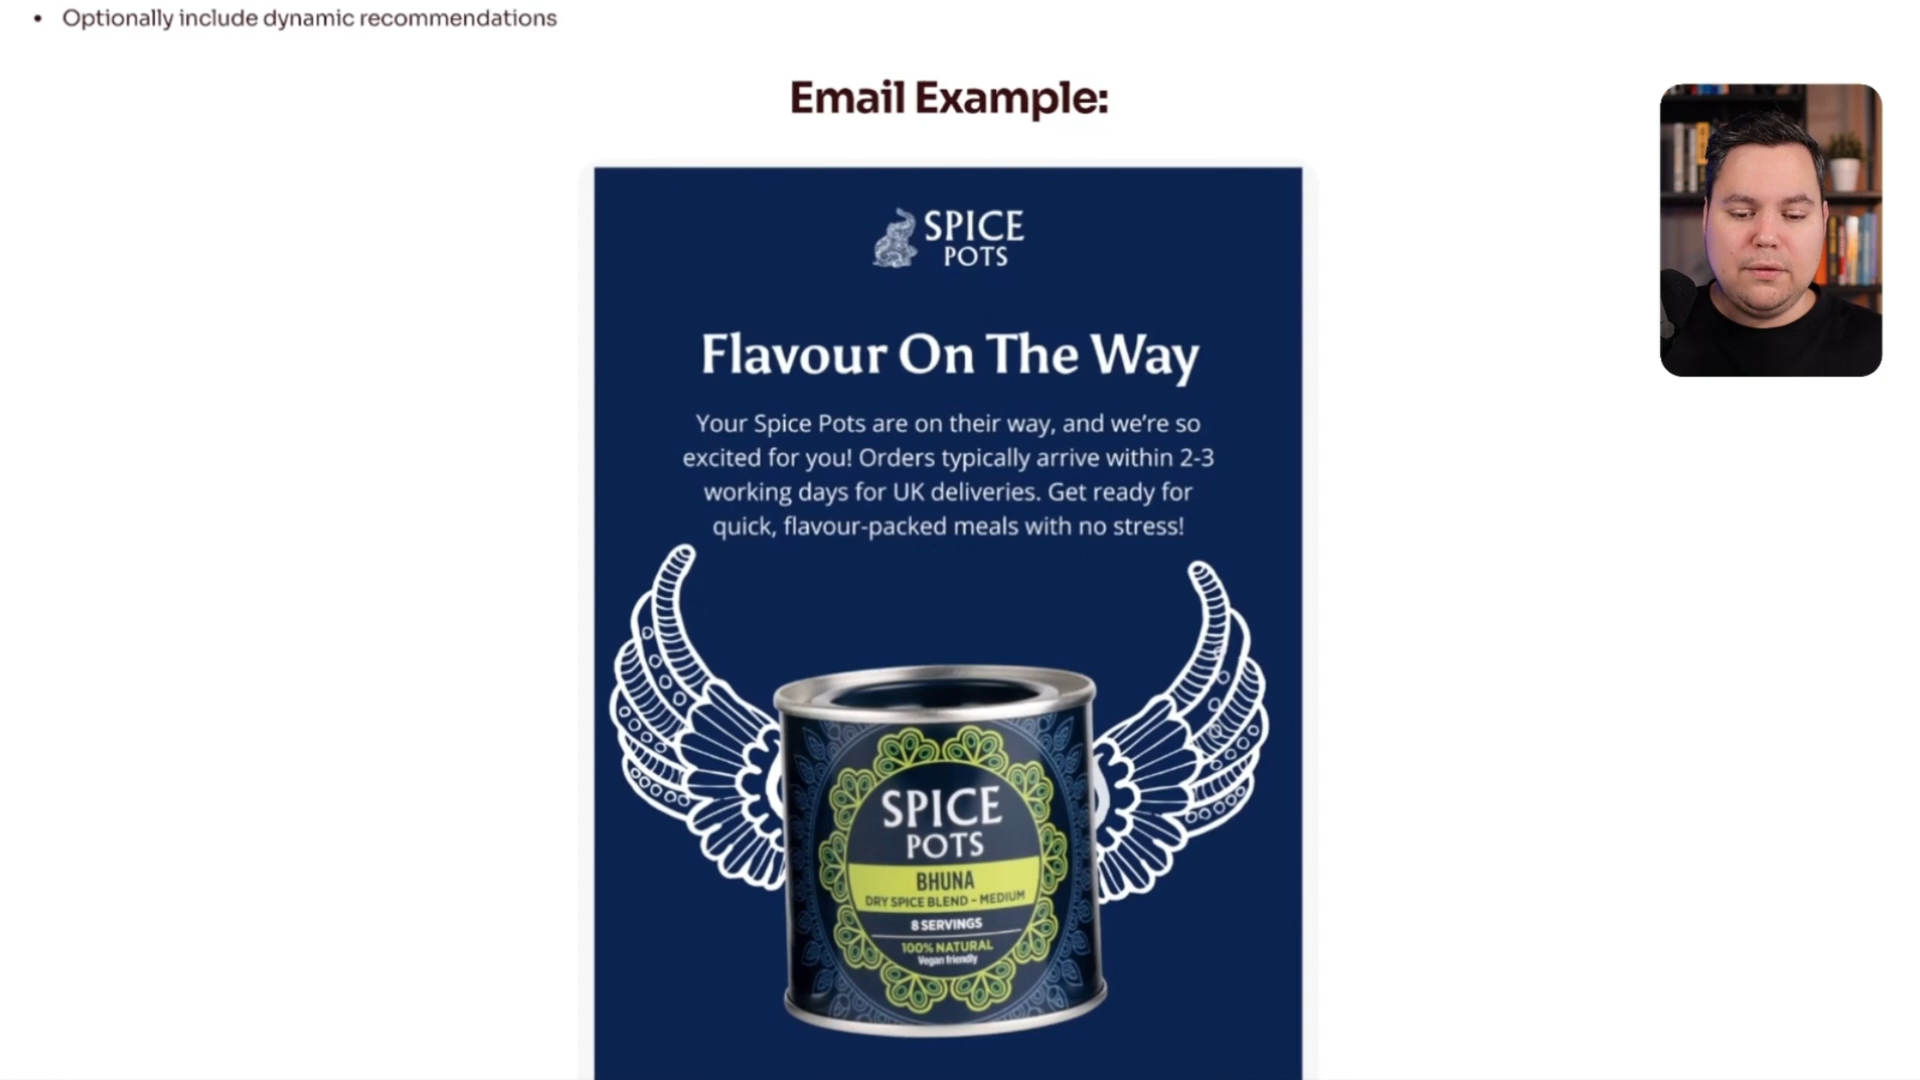 • Optionally include dynamic recommendations
Email Example:
SPICE
POTS
Flavour On The Way
Your Spice Pots are on their way, and we're so
excited for you! Orders typically arrive within 2-3
working days for UK deliveries. Get ready for
quick, flavour-packed meals with no stress!
SPICE
POTS
BHUNA
DRY SPICE BLEND – MEDIUM
8 SERVINGS
100% NATURAL
Vegan friendly